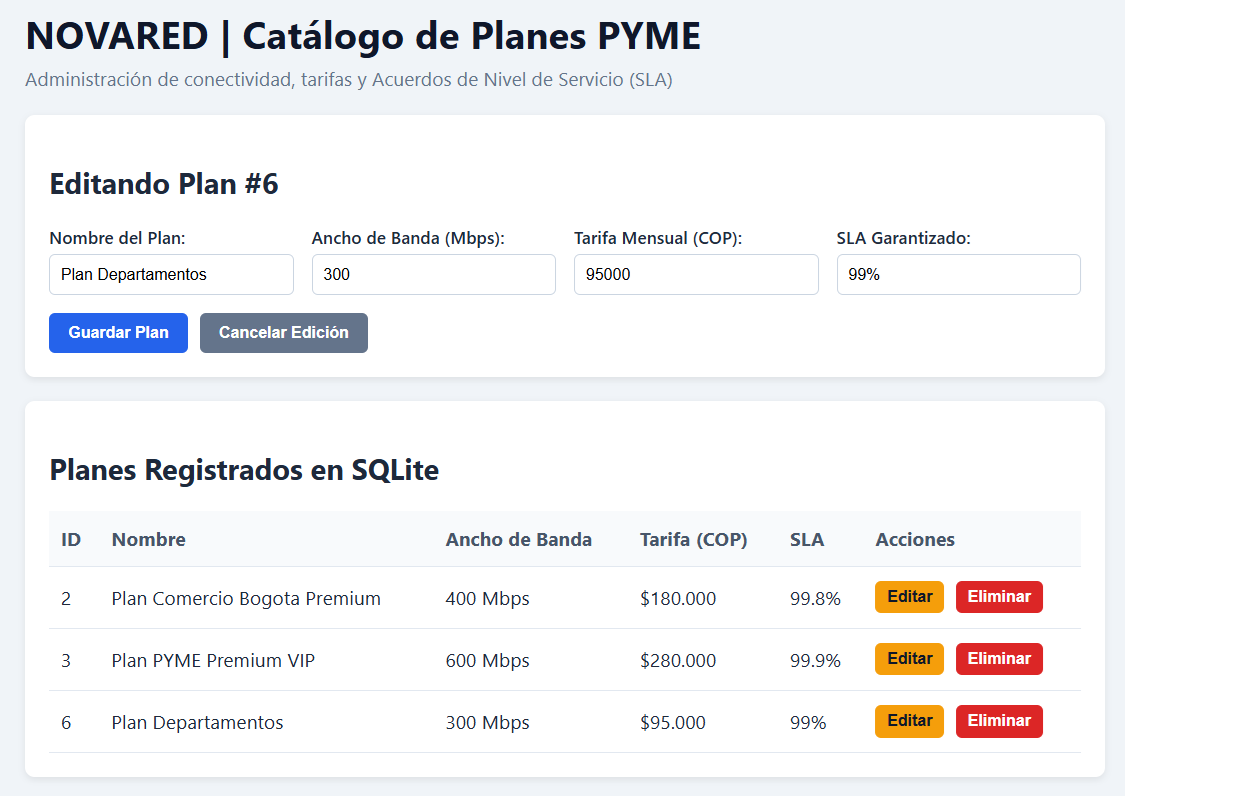 NOVARED | Catálogo de Planes PYME
Administración de conectividad, tarifas y Acuerdos de Nivel de Servicio (SLA)
Editando Plan #6
Nombre del Plan: Ancho de Banda (Mbps): Tarifa Mensual (COP): SLA Garantizado:
Plan Departamentos 300 95000 99%
Guardar Plan Cancelar Edición
Planes Registrados en SQLite
ID Nombre Ancho de Banda Tarifa (COP) SLA Acciones
2 Plan Comercio Bogota Premium 400 Mbps $180.000 99.8% Editar Eliminar
3 Plan PYME Premium VIP 600 Mbps $280.000 99.9% Editar Eliminar
6 Plan Departamentos 300 Mbps $95.000 99% Editar Eliminar